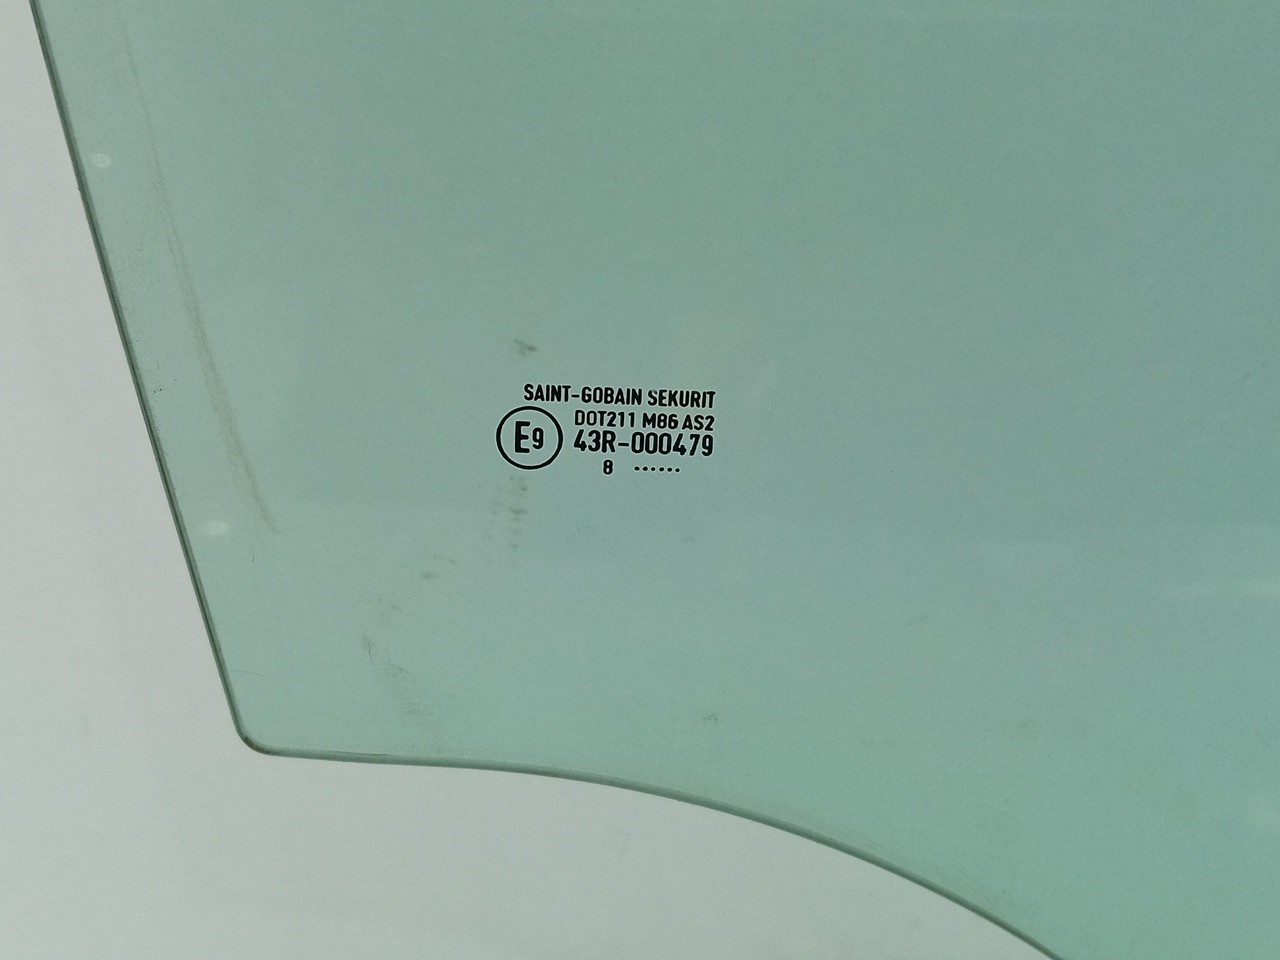 SAINT-GOBAIN SEKURIT
DOT211 M86 AS2
E9 43R-000479
8 ......